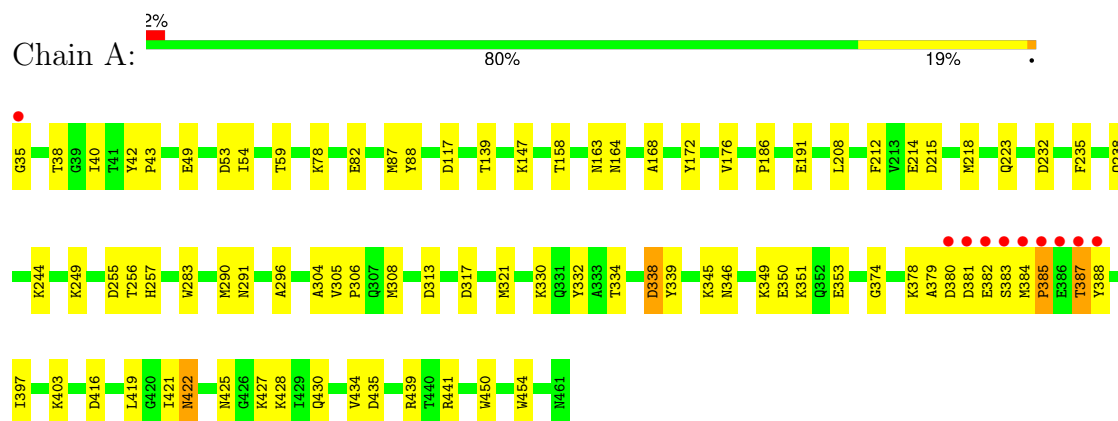 2%
Chain A:
80% 19% •
G35 T38 G39 I40 T41 Y42 P43 E49 D53 I54 T59 K78 E82 M87 Y88 D117 T139 K147 T158 N163 N164 A168 Y172 V176 P186 E191 L208 F212 V213 E214 D215 M218 Q223 D232 F235
K244 K249 D255 T256 H257 W283 M290 N291 A296 A304 V305 P306 Q307 M308 D313 D317 M321 K330 Q331 Y332 A333 T334 D338 Y339 K345 N346 K349 E350 K351 Q352 E353 G374 K378 A379 D380 D381 E382 S383 M384 P385 E386 T387 Y388
I397 K403 D416 L419 G420 I421 N422 N425 G426 K427 K428 I429 Q430 V434 D435 R439 T440 R441 W450 W454 N461